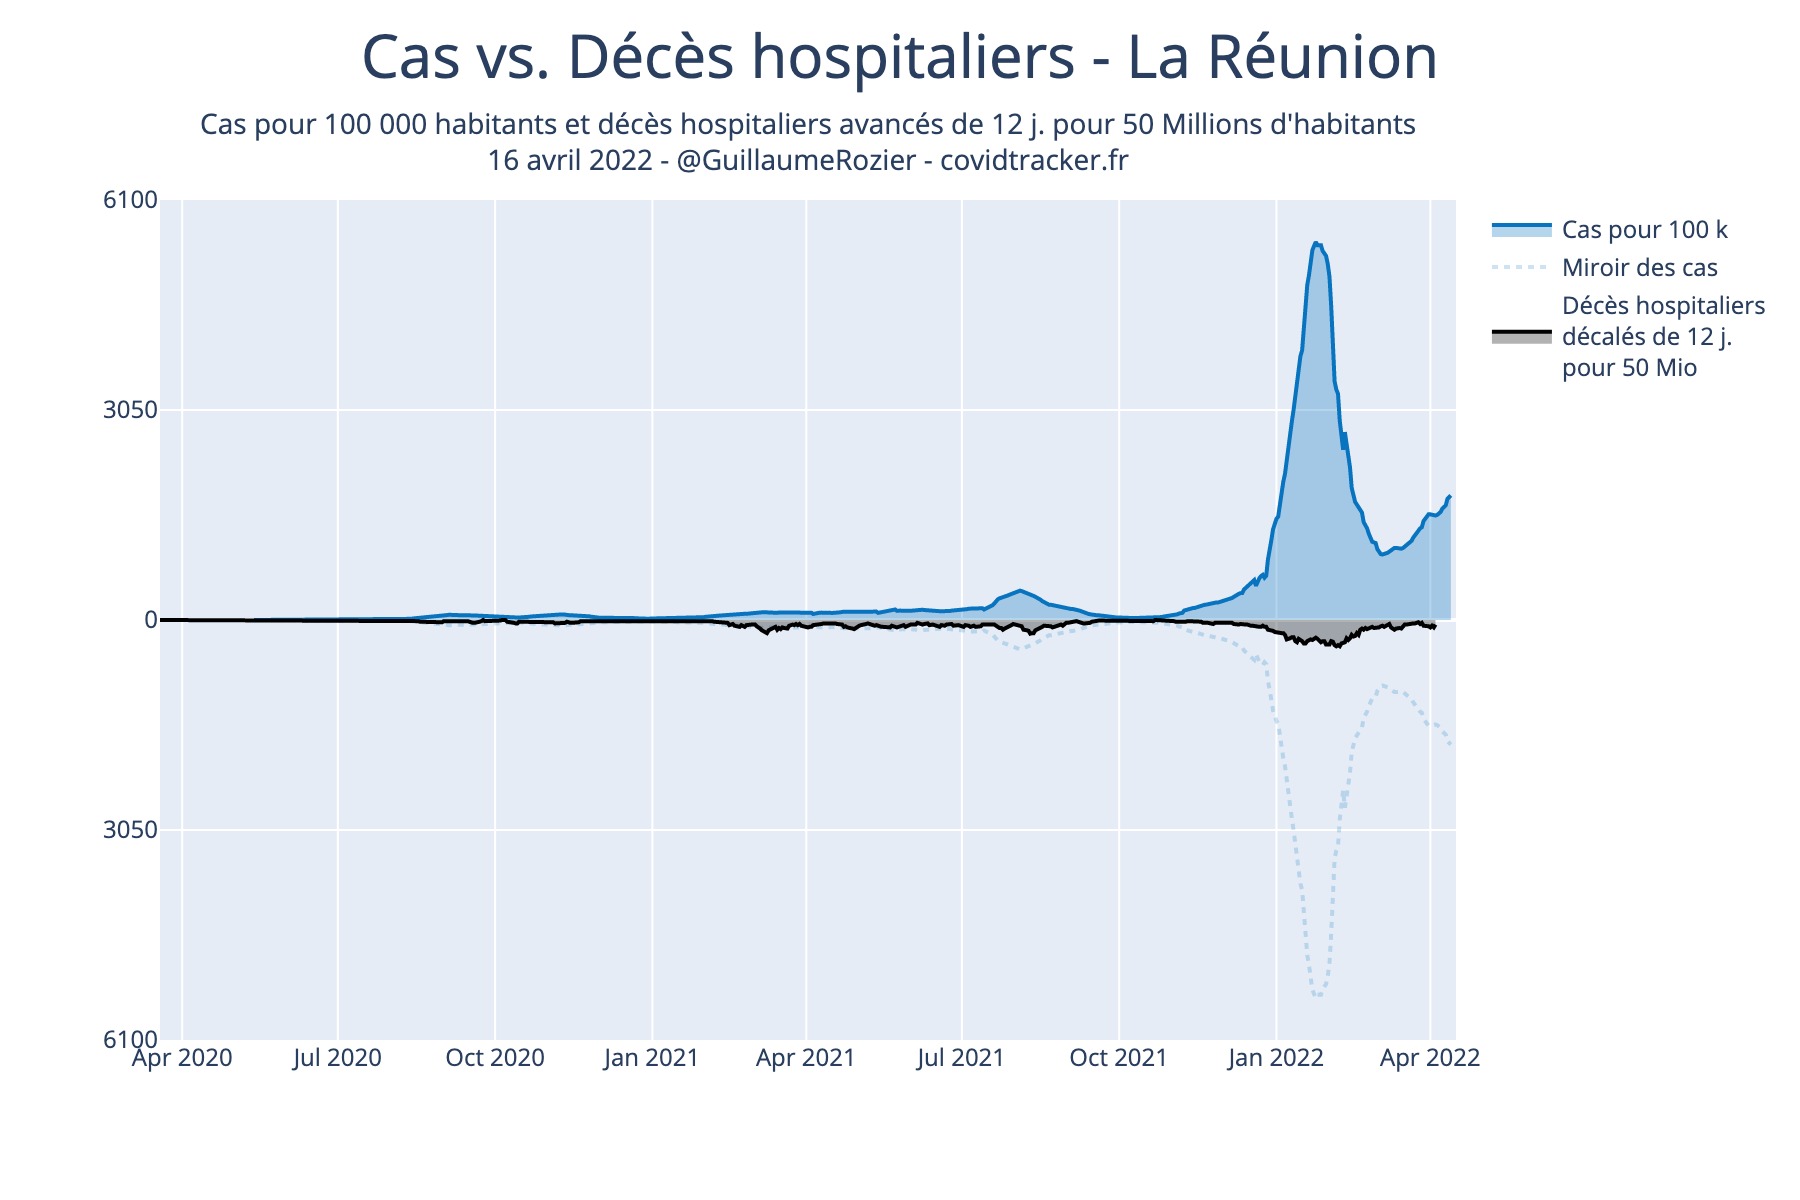 Cas vs. Décès hospitaliers - La Réunion
Cas pour 100 000 habitants et décès hospitaliers avancés de 12 j. pour 50 Millions d'habitants
16 avril 2022 - @GuillaumeRozier - covidtracker.fr
6100
3050
0
3050
6100
Apr 2020
Jul 2020
Oct 2020
Jan 2021
Apr 2021
Jul 2021
Oct 2021
Jan 2022
Apr 2022
Cas pour 100 k
Miroir des cas
Décès hospitaliers
décalés de 12 j.
pour 50 Mio